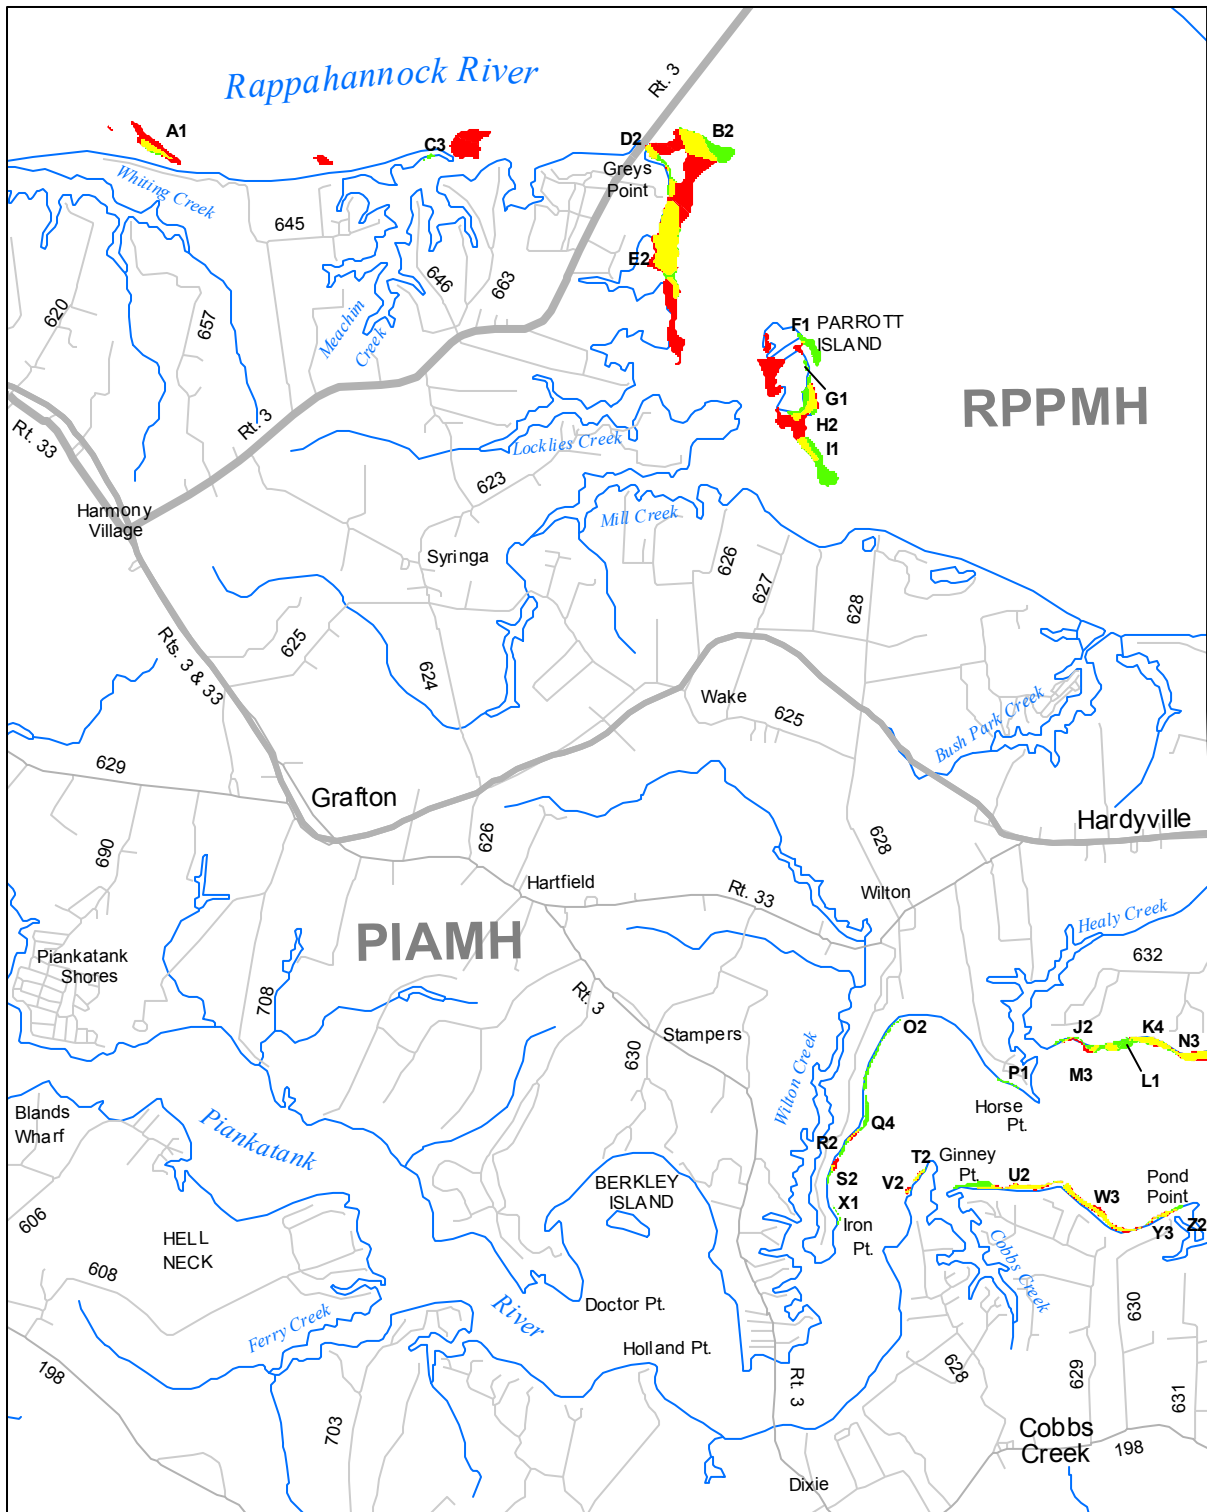 Rappahannock River
Rt. 3
A1
C3
D2
B2
Greys
Point
Whiting Creek
645
E2
646
663
620
657
Meachim
Creek
F1
PARROTT
ISLAND
G1
RPPMH
H2
I1
Rt. 33
Rt. 3
Locklies Creek
623
Harmony
Village
Mill Creek
Syringa
626
627
628
625
Rts. 3 & 33
624
Wake
625
Bush Park Creek
629
Grafton
Hardyville
690
626
628
Hartfield
Rt. 33
Wilton
PIAMH
Healy Creek
Piankatank
Shores
632
708
Rt. 3
Stampers
O2
J2
K4
N3
630
Wilton Creek
P1
M3
L1
Horse
Pt.
Blands
Wharf
Piankatank
Q4
R2
T2
Ginney
Pt.
U2
S2
V2
Pond
Point
BERKLEY
ISLAND
X1
W3
606
Iron
Pt.
Y3
Z2
HELL
NECK
Cobbs Creek
608
River
Doctor Pt.
630
Ferry Creek
Holland Pt.
198
628
629
Rt. 3
631
703
Cobbs
Creek
198
Dixie